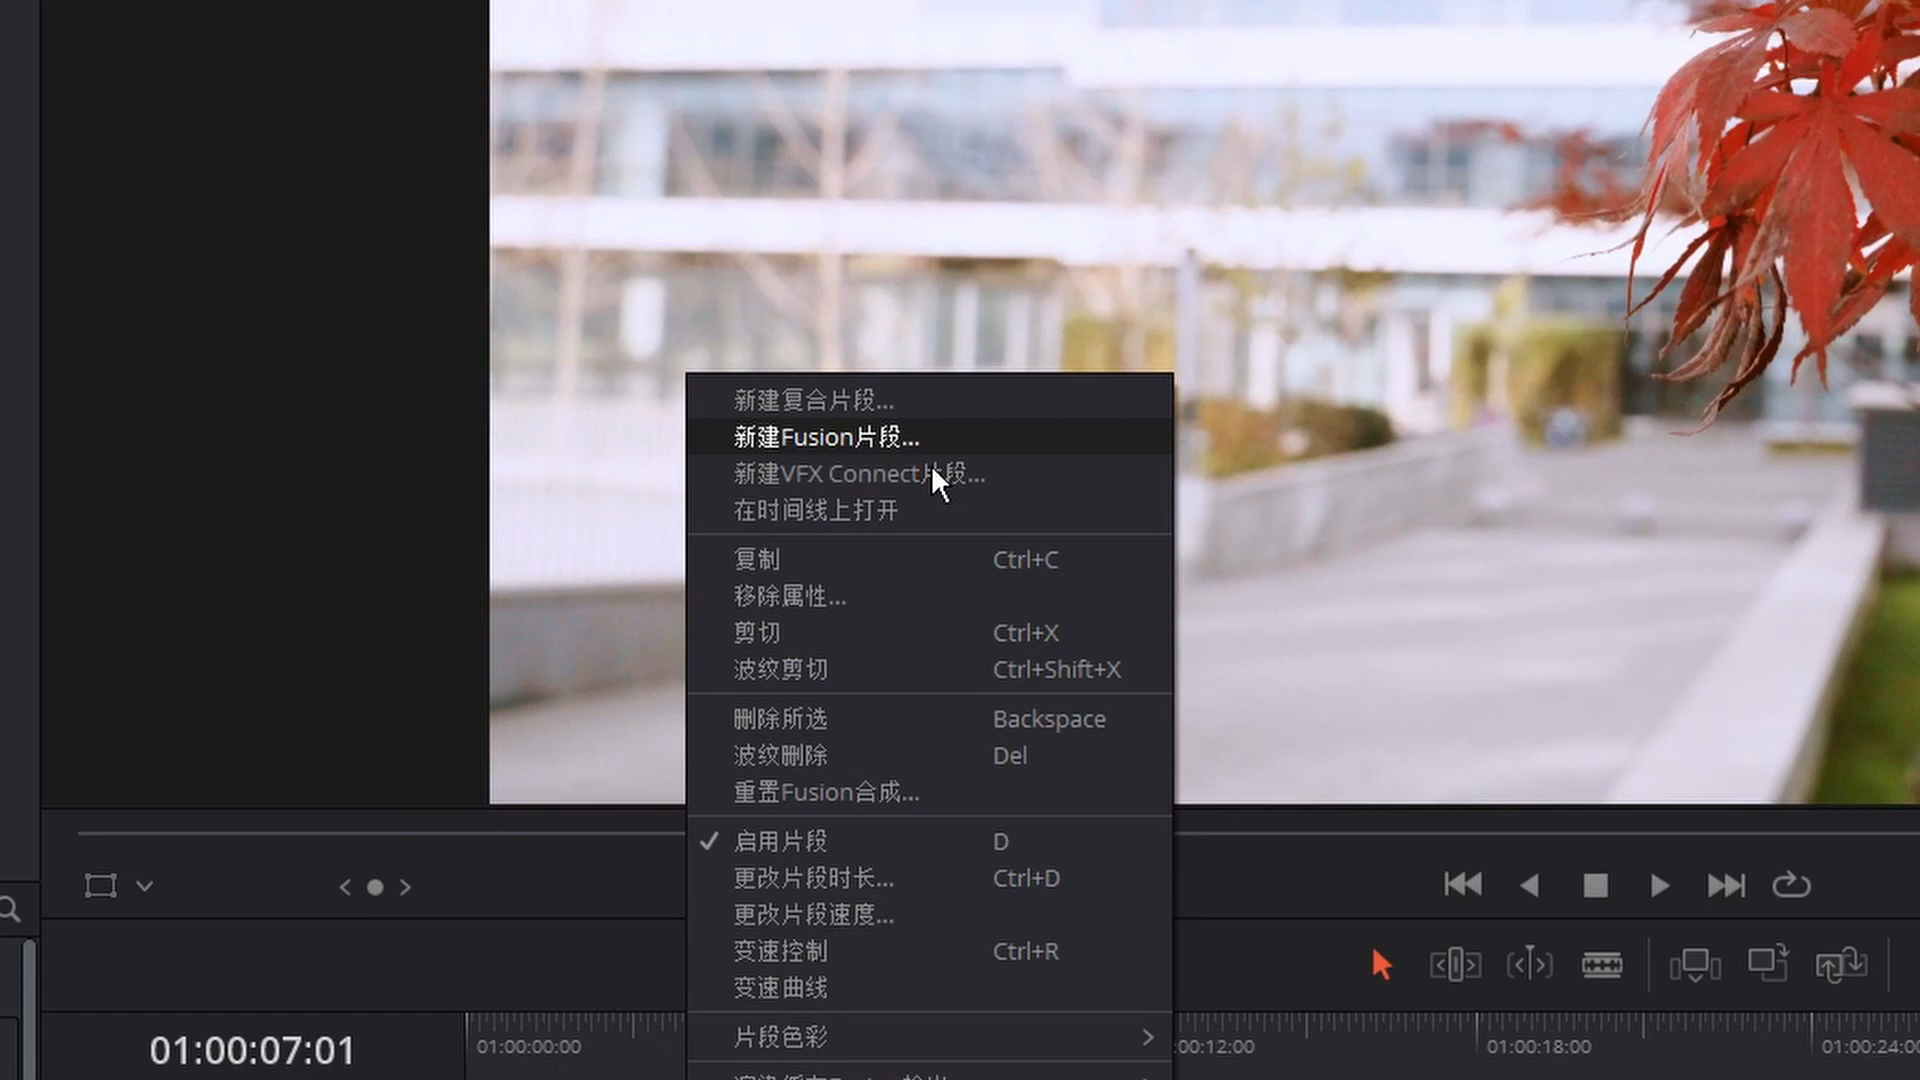 新建复合片段...
新建Fusion片段...
新建VFX Connect片段...
在时间线上打开
复制 Ctrl+C
移除属性...
剪切 Ctrl+X
波纹剪切 Ctrl+Shift+X
删除所选 Backspace
波纹删除 Del
重置Fusion合成...
启用片段 D
更改片段时长... Ctrl+D
更改片段速度...
变速控制 Ctrl+R
变速曲线
片段色彩
01:00:07:01
01:00:00:00
:00:12:00
01:00:18:00
01:00:24:00